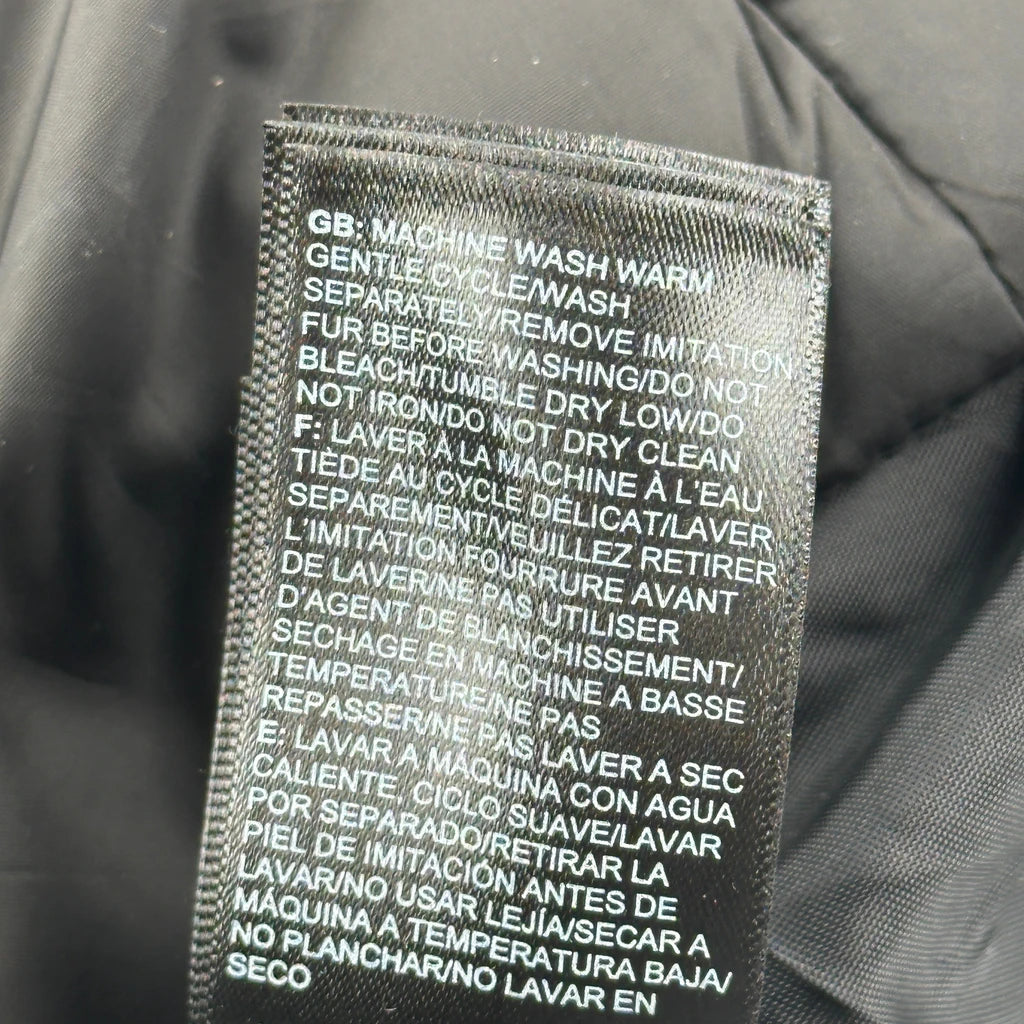 GB: MACHINE WASH WARM
GENTLE CYCLE/WASH
SEPARATELY/REMOVE IMITATION
FUR BEFORE WASHING/DO NOT
BLEACH/TUMBLE DRY LOW/DO
NOT IRON/DO NOT DRY CLEAN
F: LAVER À LA MACHINE À L'EAU
TIÈDE AU CYCLE DÉLICAT/LAVER
SEPAREMENT/VEUILLEZ RETIRER
L'IMITATION FOURRURE AVANT
DE LAVER/NE PAS UTILISER
D'AGENT DE BLANCHISSEMENT/
SECHAGE EN MACHINE A BASSE
TEMPERATURE/NE PAS
REPASSER/NE PAS LAVER A SEC
E: LAVAR A MAQUINA CON AGUA
CALIENTE, CICLO SUAVE/LAVAR
POR SEPARADO/RETIRAR LA
PIEL DE IMITACIÓN ANTES DE
LAVAR/NO USAR LEJÍA/SECAR A
MÁQUINA A TEMPERATURA BAJA/
NO PLANCHAR/NO LAVAR EN
SECO